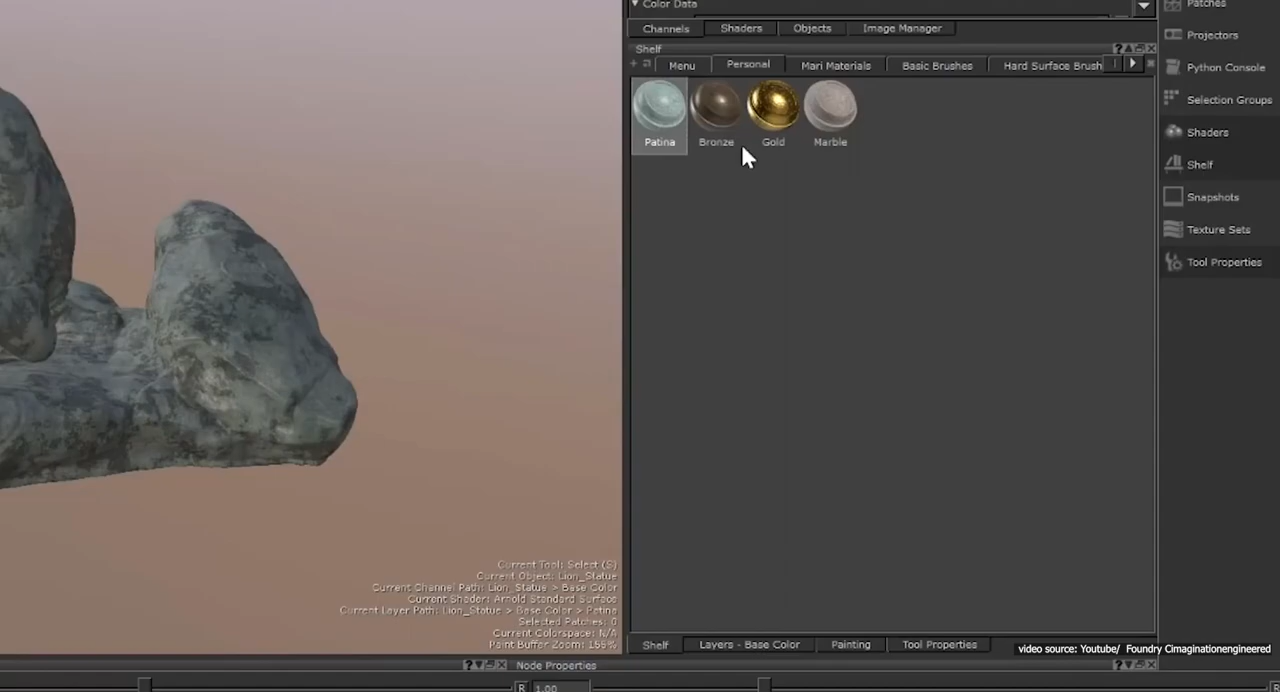 Color Data
Channels Shaders Objects Image Manager
Shelf
Menu Personal Mari Materials Basic Brushes Hard Surface Brush
Patina Bronze Gold Marble
Patches
Projectors
Python Console
Selection Groups
Shaders
Shelf
Snapshots
Texture Sets
Tool Properties
Current Tool: Select (S)
Current Object: Lion_Statue
Current Channel Path: Lion_Statue > Base Color
Current Shader: Arnold Standard Surface
Current Layer Path: Lion_Statue > Base Color > Patina
Selected Patches: 0
Current Colorspace: N/A
Paint Buffer Zoom: 155%
Shelf Layers - Base Color Painting Tool Properties
video source: Youtube/ Foundry Cimaginationengineered
Node Properties
R 1.00 R